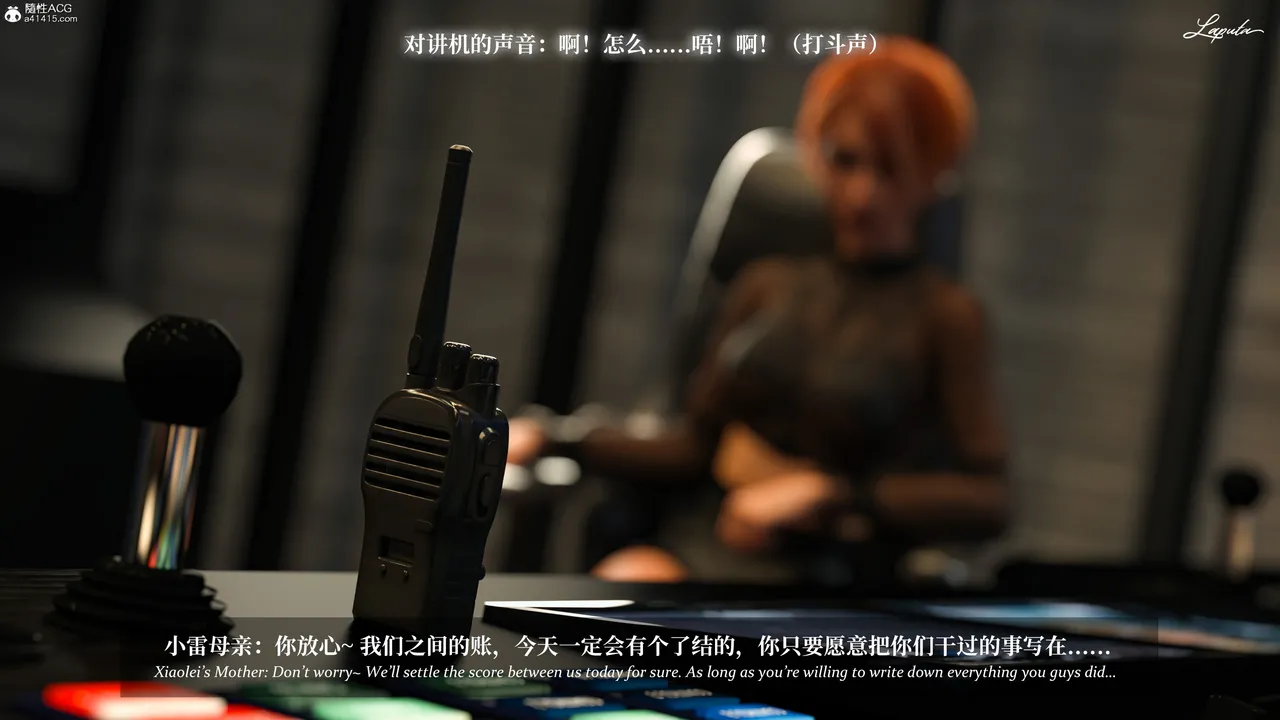 隨性ACG
a41415.com
Laputa
对讲机的声音：啊！怎么……唔！啊！（打斗声）
小雷母亲：你放心~ 我们之间的账，今天一定会有个了结的，你只要愿意把你们干过的事写在……
Xiaolei's Mother: Don't worry~ We'll settle the score between us today for sure. As long as you're willing to write down everything you guys did...